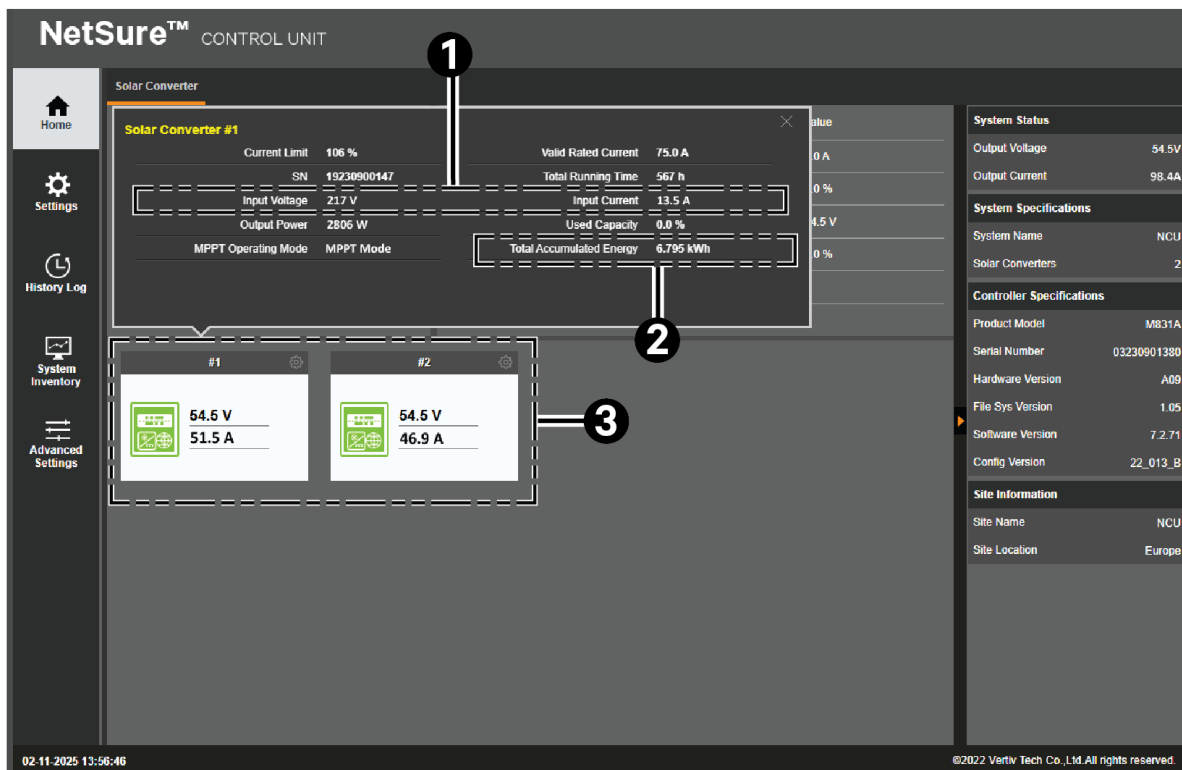 NetSure™ CONTROL UNIT
1
Solar Converter
Home
Settings
History Log
System
Inventory
Advanced
Settings
Solar Converter #1
Current Limit 106 % Valid Rated Current 75.0 A
SN 19230900147 Total Running Time 567 h
Input Voltage 217 V Input Current 13.5 A
Output Power 2806 W Used Capacity 0.0 %
MPPT Operating Mode MPPT Mode Total Accumulated Energy 6.795 kWh
2
#1
54.5 V
51.5 A
#2
54.5 V
46.9 A
3
System Status
Output Voltage 54.5V
Output Current 98.4A
System Specifications
System Name NCU
Solar Converters 2
Controller Specifications
Product Model M831A
Serial Number 03230901380
Hardware Version A09
File Sys Version 1.05
Software Version 7.2.71
Config Version 22_013_B
Site Information
Site Name NCU
Site Location Europe
02-11-2025 13:56:46
©2022 Vertiv Tech Co.,Ltd.All rights reserved.